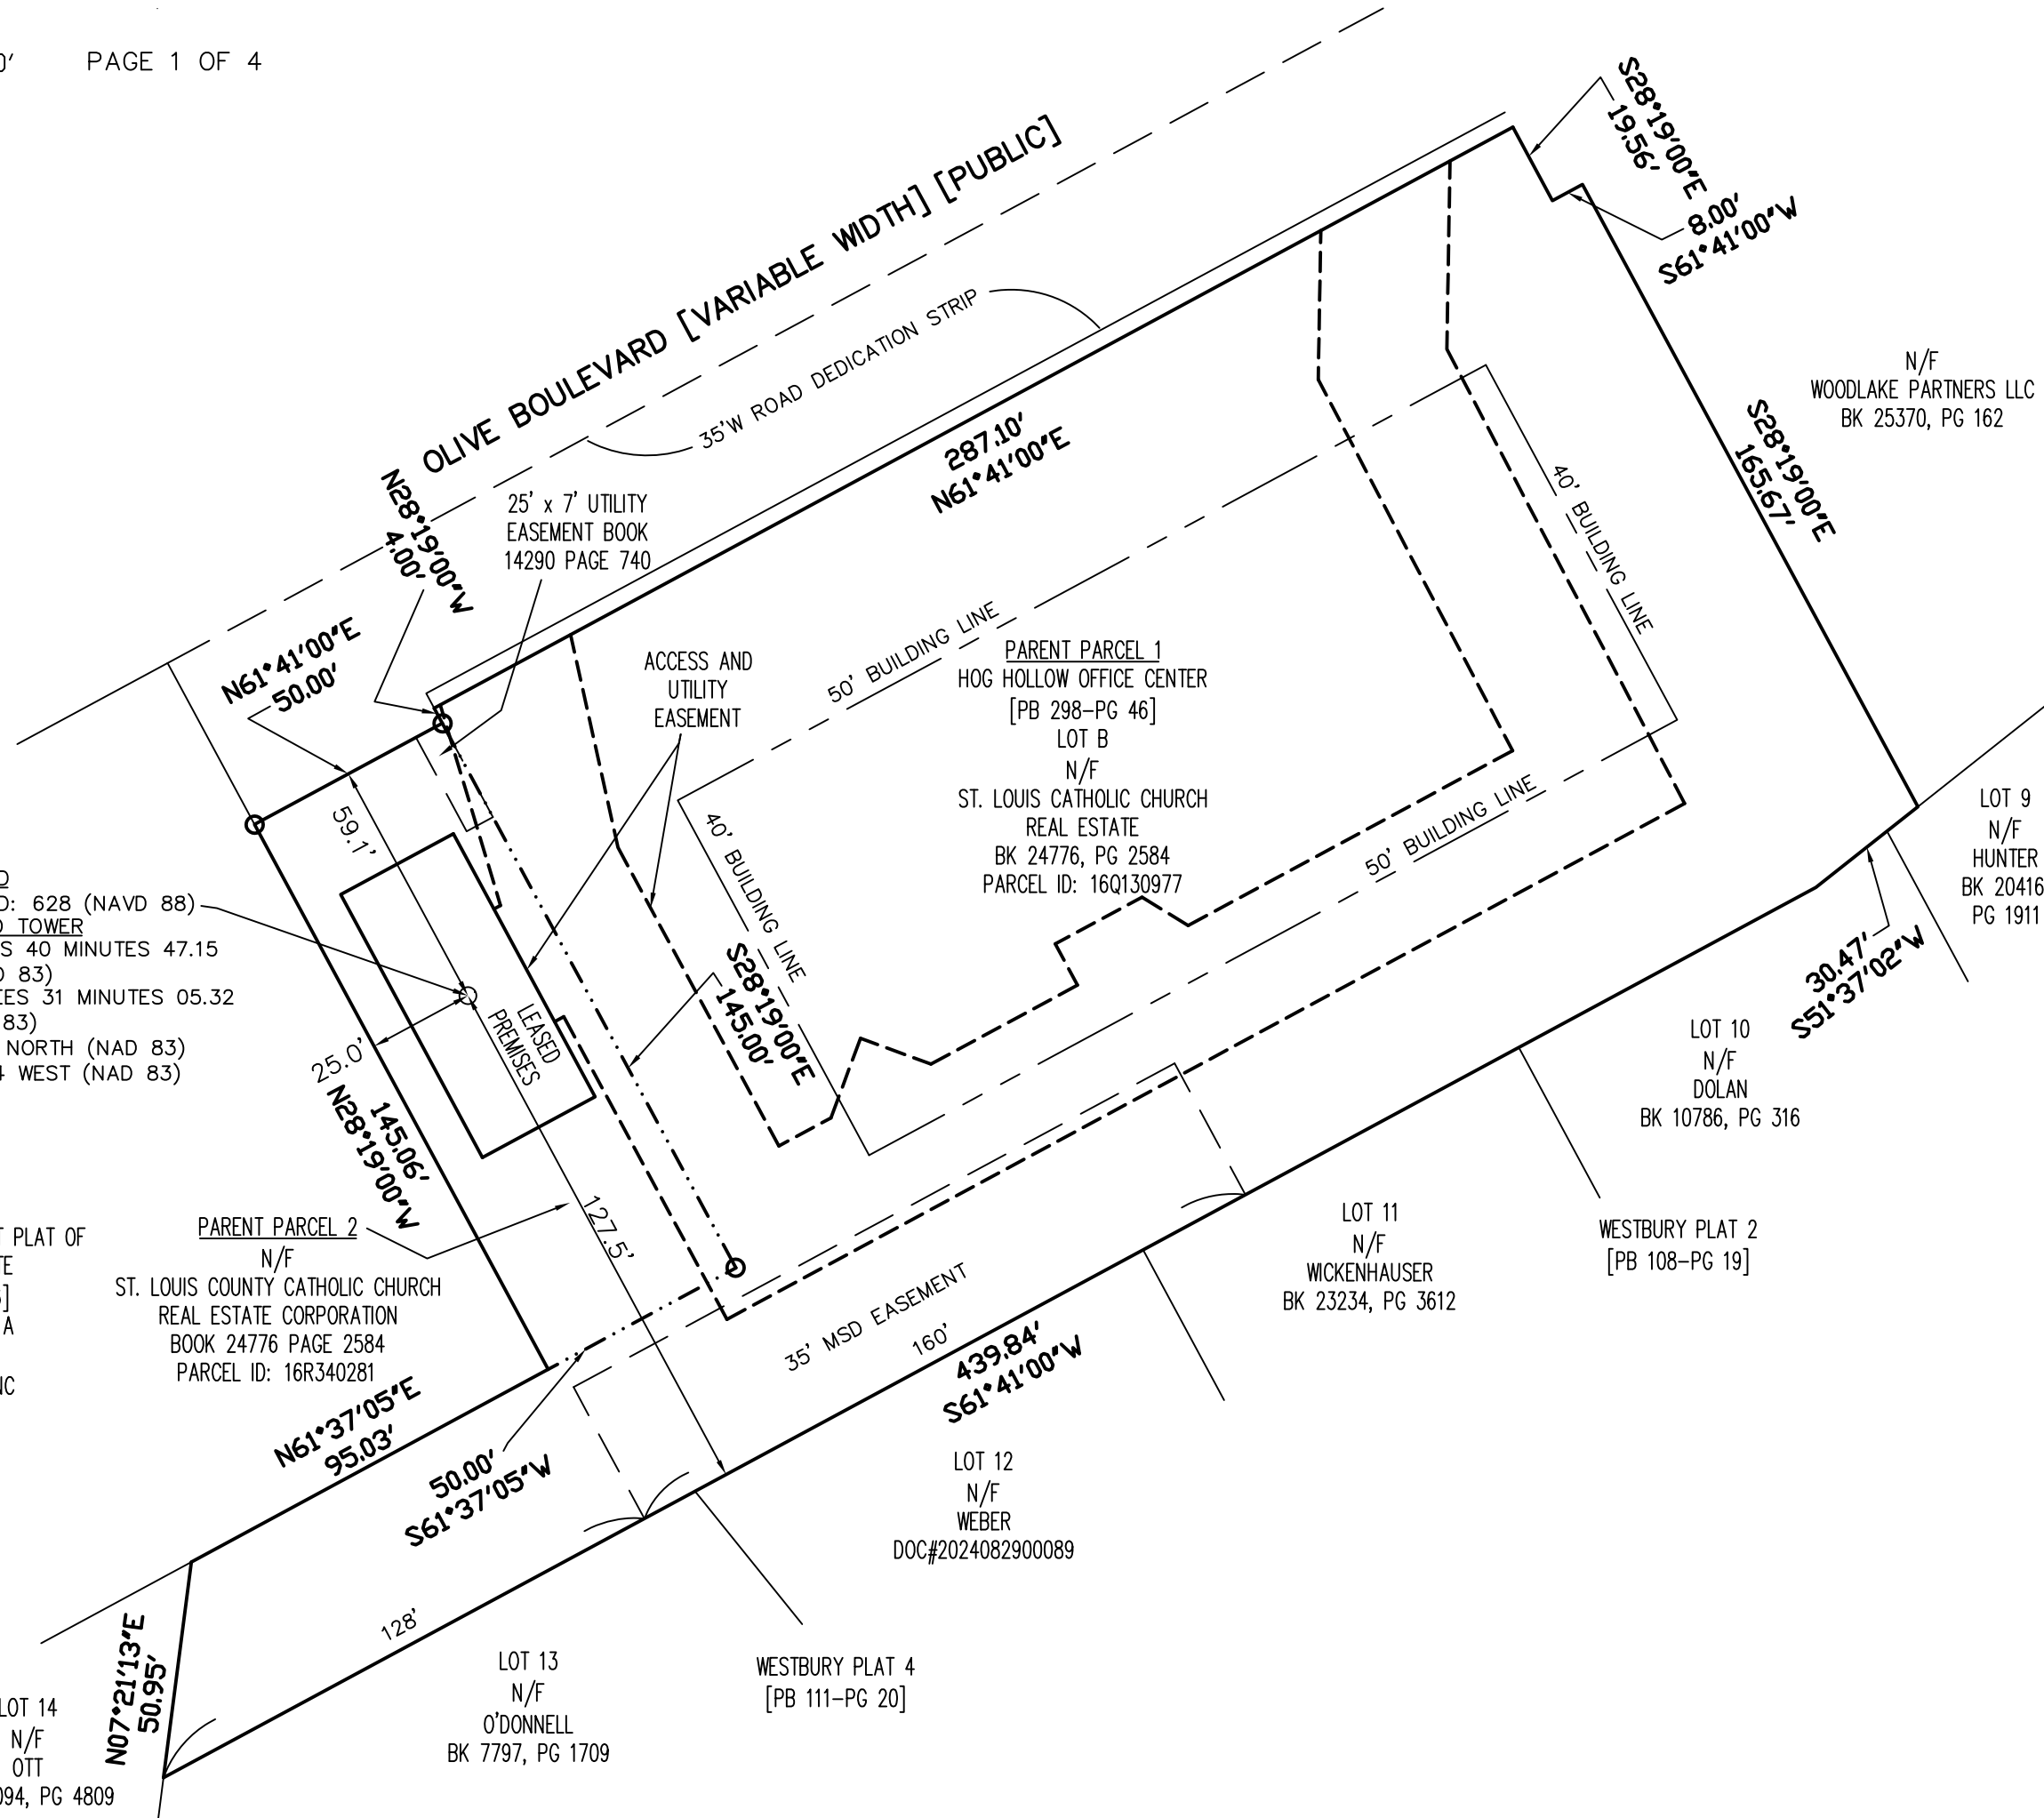 PAGE 1 OF 4
OLIVE BOULEVARD [VARIABLE WIDTH] [PUBLIC]
35'W ROAD DEDICATION STRIP
S28°19'00"E
19.56'
8.00'
S61°41'00"W
N/F
WOODLAKE PARTNERS LLC
BK 25370, PG 162
S28°19'00"E
165.67'
287.10'
N61°41'00"E
N28°19'00"W
4.00'
25' x 7' UTILITY
EASEMENT BOOK
14290 PAGE 740
N61°41'00"E
50.00'
ACCESS AND
UTILITY
EASEMENT
50' BUILDING LINE
40' BUILDING LINE
PARENT PARCEL 1
HOG HOLLOW OFFICE CENTER
[PB 298-PG 46]
LOT B
N/F
ST. LOUIS CATHOLIC CHURCH
REAL ESTATE
BK 24776, PG 2584
PARCEL ID: 16Q130977
40' BUILDING LINE
50' BUILDING LINE
59.1'
D: 628 (NAVD 88)
TOWER
S 40 MINUTES 47.15
83)
EES 31 MINUTES 05.32
83)
NORTH (NAD 83)
4 WEST (NAD 83)
LEASED
PREMISES
25.0'
S28°19'00"E
145.00'
145.06'
N28°19'00"W
LOT 9
N/F
HUNTER
BK 20416
PG 1911
30.47'
S51°37'02"W
LOT 10
N/F
DOLAN
BK 10786, PG 316
127.5'
PLAT OF
PARENT PARCEL 2
N/F
ST. LOUIS COUNTY CATHOLIC CHURCH
REAL ESTATE CORPORATION
BOOK 24776 PAGE 2584
PARCEL ID: 16R340281
A
NC
LOT 11
N/F
WICKENHAUSER
BK 23234, PG 3612
WESTBURY PLAT 2
[PB 108-PG 19]
35' MSD EASEMENT
160'
439.84'
S61°41'00"W
N61°37'05"E
95.03'
50.00'
S61°37'05"W
LOT 12
N/F
WEBER
DOC#2024082900089
128'
N07°21'13"E
50.95'
LOT 13
N/F
O'DONNELL
BK 7797, PG 1709
WESTBURY PLAT 4
[PB 111-PG 20]
LOT 14
N/F
OTT
094, PG 4809